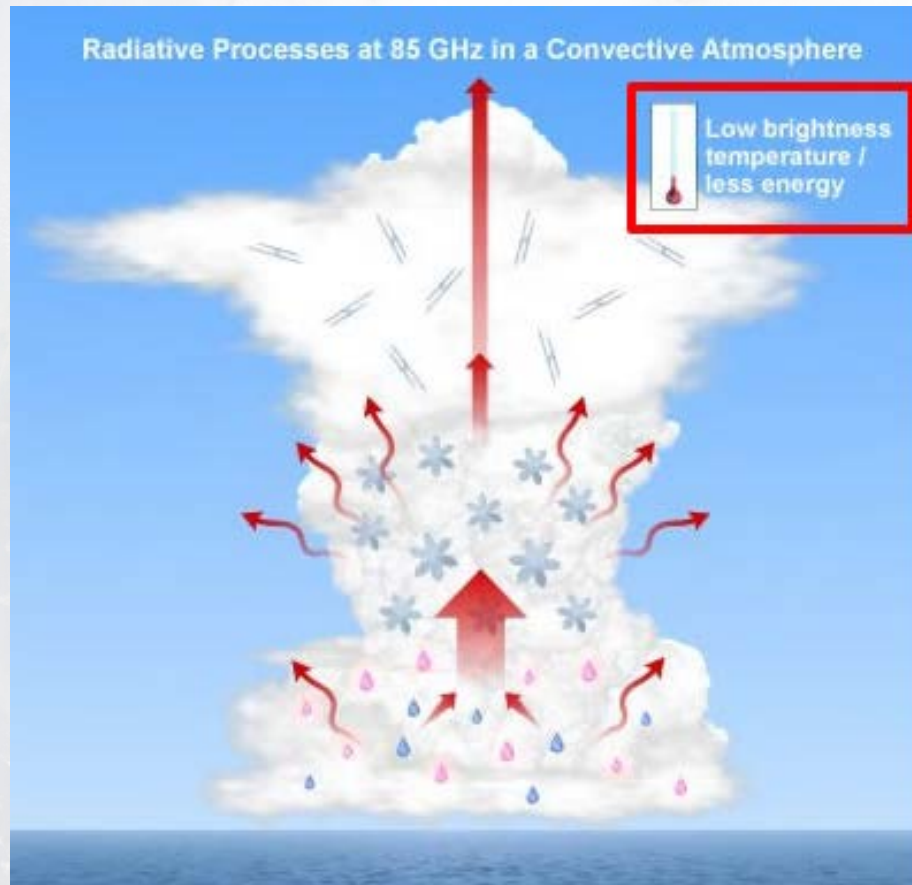 Radiative Processes at 85 GHz in a Convective Atmosphere
Low brightness
temperature /
less energy